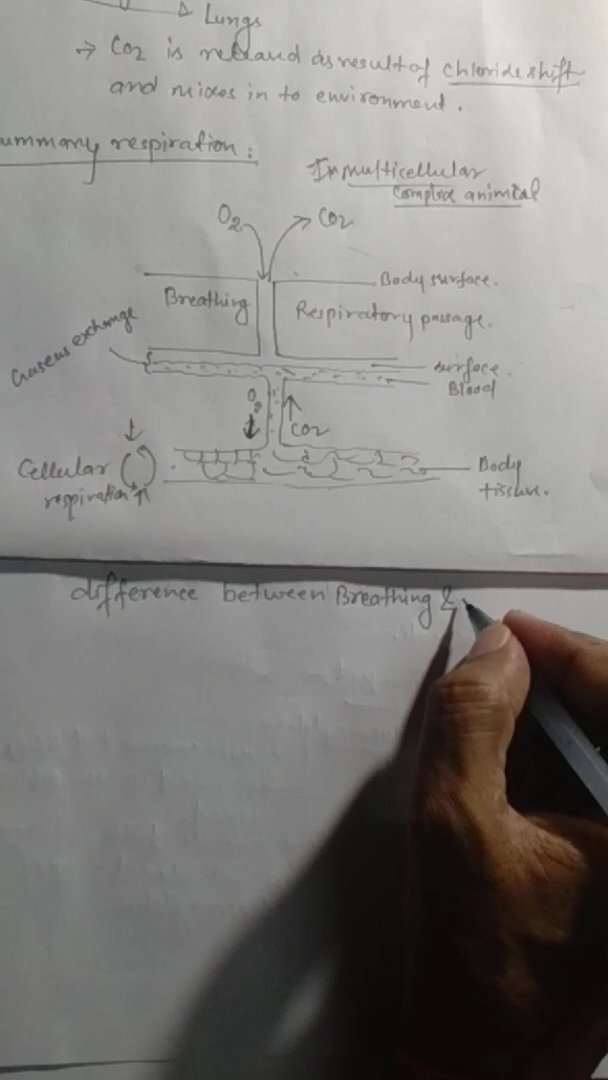 Lungs
→ CO2 is released as result of chloride shift
and mixes in to environment.
ummary respiration:
In multicellular
complex animal
O2 CO2
Body surface.
Breathing Respiratory passage.
Gaseous exchange
surface.
Blood
O2 CO2
Cellular
respiration
Body
tissue.
difference between Breathing &